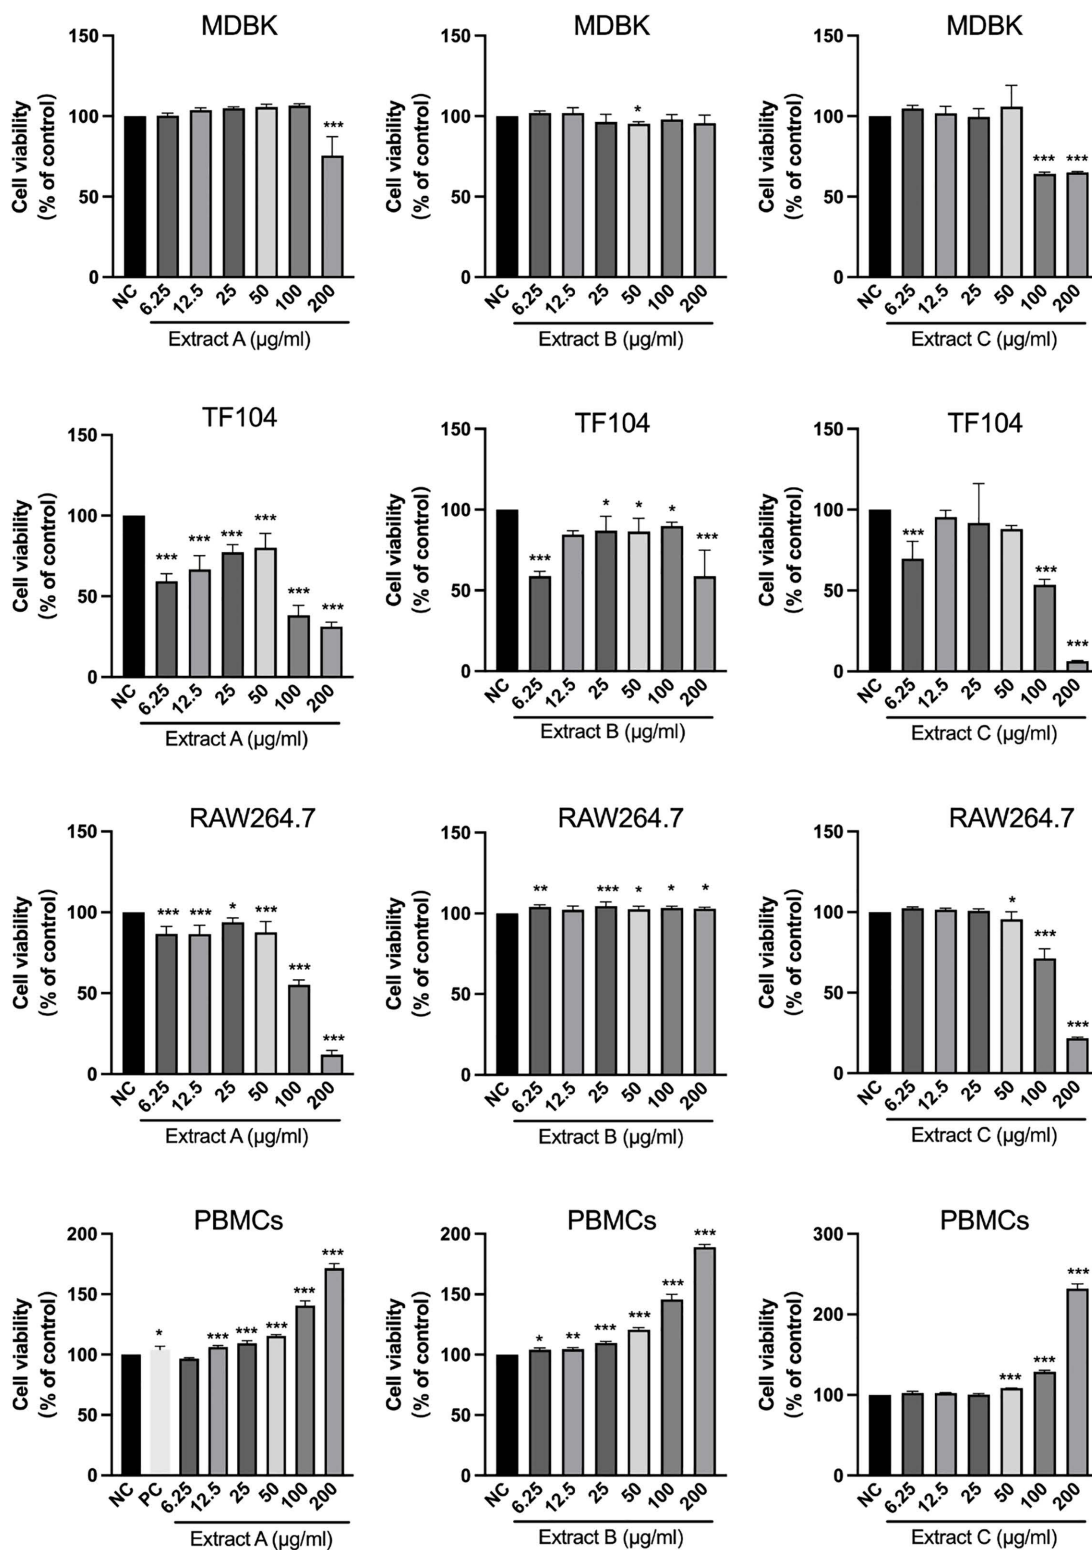 MDBK
Cell viability
(% of control)
150
***
100
50
0
NC 6.25 12.5 25 50 100 200
Extract A (µg/ml)
MDBK
Cell viability
(% of control)
150
*
100
50
0
NC 6.25 12.5 25 50 100 200
Extract B (µg/ml)
MDBK
Cell viability
(% of control)
150
100
*** ***
50
0
NC 6.25 12.5 25 50 100 200
Extract C (µg/ml)
TF104
Cell viability
(% of control)
150
100
*** *** *** *** *** ***
50
0
NC 6.25 12.5 25 50 100 200
Extract A (µg/ml)
TF104
Cell viability
(% of control)
150
100
*** * * * ***
50
0
NC 6.25 12.5 25 50 100 200
Extract B (µg/ml)
TF104
Cell viability
(% of control)
150
100
*** *** ***
50
0
NC 6.25 12.5 25 50 100 200
Extract C (µg/ml)
RAW264.7
Cell viability
(% of control)
150
*** *** * *** *** ***
100
50
0
NC 6.25 12.5 25 50 100 200
Extract A (µg/ml)
RAW264.7
Cell viability
(% of control)
150
** *** * * *
100
50
0
NC 6.25 12.5 25 50 100 200
Extract B (µg/ml)
RAW264.7
Cell viability
(% of control)
150
* *** ***
100
50
0
NC 6.25 12.5 25 50 100 200
Extract C (µg/ml)
PBMCs
Cell viability
(% of control)
200
150
* *** *** *** *** ***
100
50
0
NC PC 6.25 12.5 25 50 100 200
Extract A (µg/ml)
PBMCs
Cell viability
(% of control)
200
150
* ** *** *** *** ***
100
50
0
NC 6.25 12.5 25 50 100 200
Extract B (µg/ml)
PBMCs
Cell viability
(% of control)
300
200
*** *** ***
100
0
NC 6.25 12.5 25 50 100 200
Extract C (µg/ml)